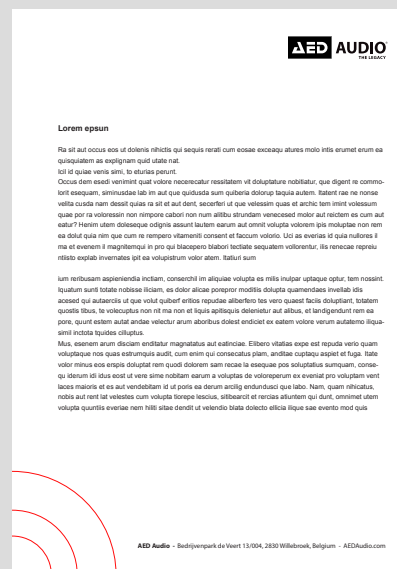 AED AUDIO
THE LEGACY
Lorem epsun
Ra sit aut occus eos ut dolenis nihictis qui sequis rerati cum eosae exceaqu atures molo intis erumet erum ea
quisquiatem as explignam quid utate nat.
Icil id quiae venis simi, to eturias perunt.
Occus dem esedi venimint quat volore necerecatur ressitatem vit doluptature nobitiatur, que digent re commo-
lorit esequam, siminusdae lab im aut que quidusda sum quiberia dolorup taquia autem. Itatent rae ne nonse
velita cusda nam dessit quias ra sit et aut dent, secerferi ut que velessim quas et archic tem imint volessum
quae por ra voloressin non nimpore cabori non num alitibu strundam venecesed molor aut reictem es cum aut
eatur? Henim utem doleseque odignis assunt lautem earum aut omnit volupta volorem ipis moluptae non rem
ea dolut quia nim que cum re rempero vitameniti consent et faccum volorio. Uci as everias id quia nullores il
ma et evenem il magnitemqui in pro qui blacepero blabori tectiate sequatem vollorentur, ilis renecae repreiu
ntiisto explab invernates ipit ea volupistrum volor atem. Itatiuri sum
ium reribusam aspieniendia inctiam, conserchil im aliquiae volupta es milis inulpar uptaque optur, tem nossint.
Iquatum sunti totate nobisse iliciam, es dolor alicae porepror moditis dolupta quamendaes invellab idis
acesed qui autaerciis ut que volut quiberf eritios repudae aliberfero tes vero quaest faciis doluptiant, totatem
quostis tibus, te volecuptus non nit ma non et liquis apitisquis delenietur aut alibus, et landigendunt rem ea
pore, quunt estem autat andae velectur arum aboribus dolest endiciet ex eatem volore verum autatemo iliqua-
simil inctota tquides cilluptus.
Mus, esenem arum disciam enditatur magnatatus aut eatinciae. Elibero vitatias expe est repuda verio quam
voluptaque nos quas estrumquis audit, cum enim qui consecatus plam, anditae cuptaqu aspiet et fuga. Itate
volor minus eos erspis doluptat rem quodi dolorem sam recae la esequae pos soluptatius sumquam, conse-
qu iderum idi idus eost ut vere sime nobitam earum a voluptas de voloreperum ex eveniat pro voluptam vent
laces maioris et es aut vendebitam id ut poris ea derum arcilig endunduсi que labo. Nam, quam nihicatus,
nobis aut rent lat velestes cum volupta tiorepe lescius, sitibearcit et rercias atiuntem qui dunt, omnimet utem
volupta quuntiis everiae nem hiliti sitae dendit ut velendio blata dolecto ellicia ilique sae evento mod quis
AED Audio - Bedrijvenpark de Veert 13/004, 2830 Willebroek, Belgium - AEDAudio.com